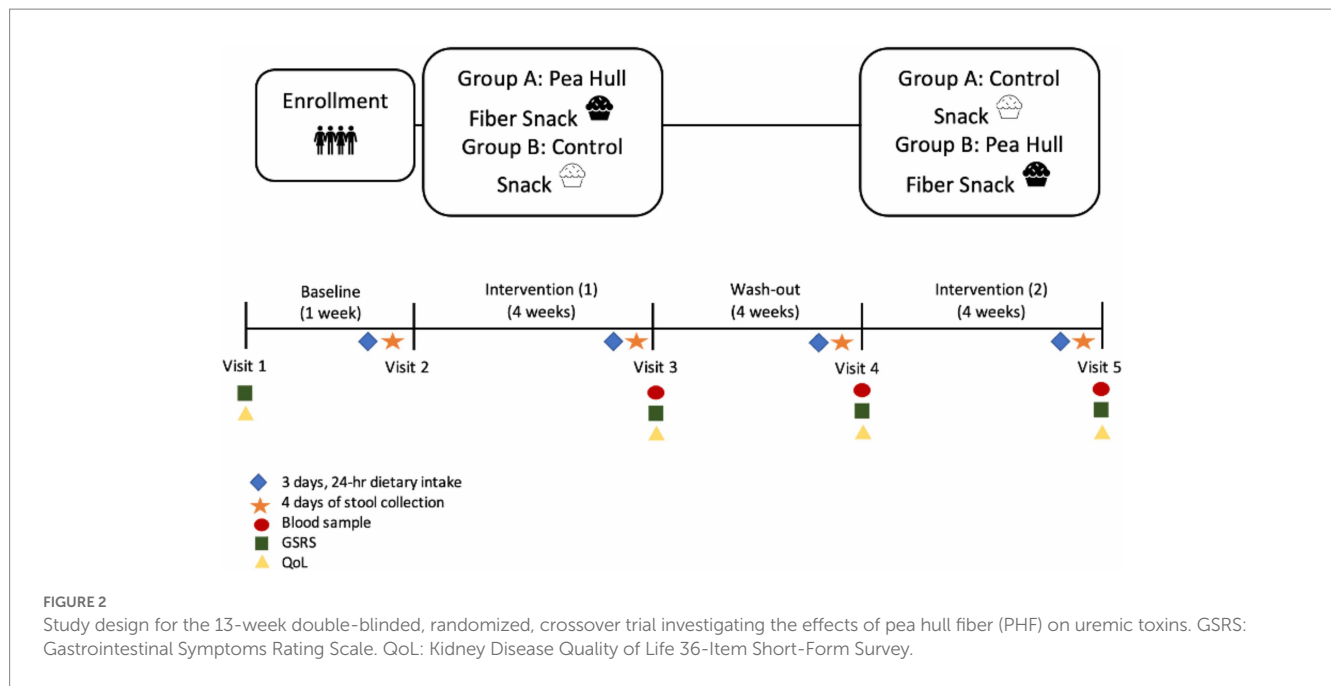 Enrollment
Group A: Pea Hull
Fiber Snack
Group B: Control
Snack
Group A: Control
Snack
Group B: Pea Hull
Fiber Snack
Baseline
(1 week)
Intervention (1)
(4 weeks)
Wash-out
(4 weeks)
Intervention (2)
(4 weeks)
Visit 1
Visit 2
Visit 3
Visit 4
Visit 5
3 days, 24-hr dietary intake
4 days of stool collection
Blood sample
GSRS
QoL
FIGURE 2
Study design for the 13-week double-blinded, randomized, crossover trial investigating the effects of pea hull fiber (PHF) on uremic toxins. GSRS:
Gastrointestinal Symptoms Rating Scale. QoL: Kidney Disease Quality of Life 36-Item Short-Form Survey.